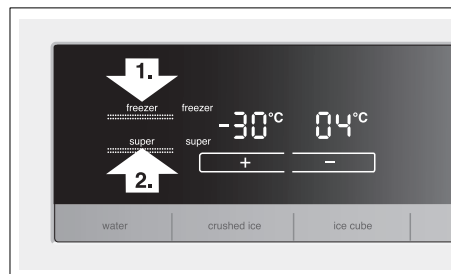 1.
freezer freezer
-30°C 04°C
super super
+ −
2.
water crushed ice ice cube